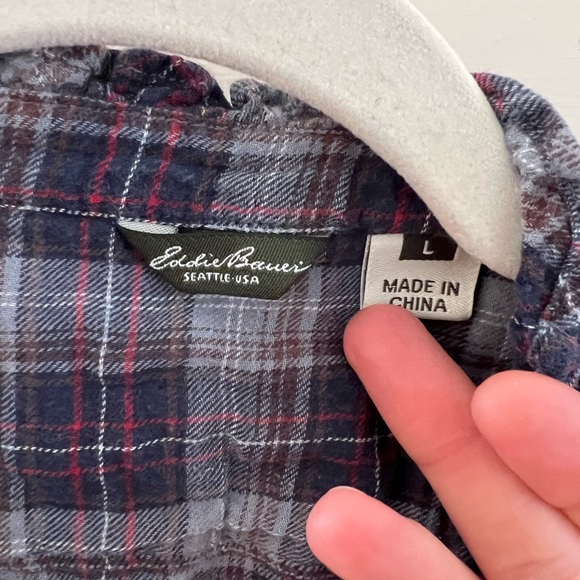 Eddie Bauer
SEATTLE·USA
L
MADE IN
CHINA